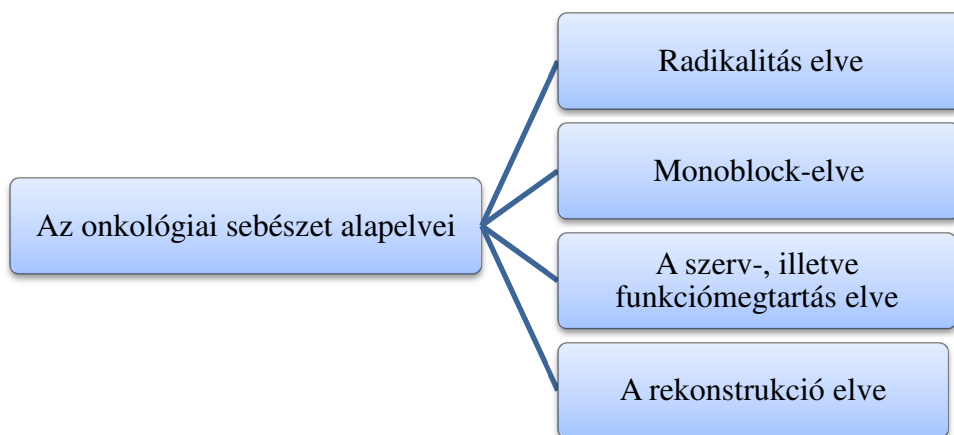 Az onkológiai sebészet alapelvei
Radikalitás elve
Monoblock-elve
A szerv-, illetve
funkciómegtartás elve
A rekonstrukció elve